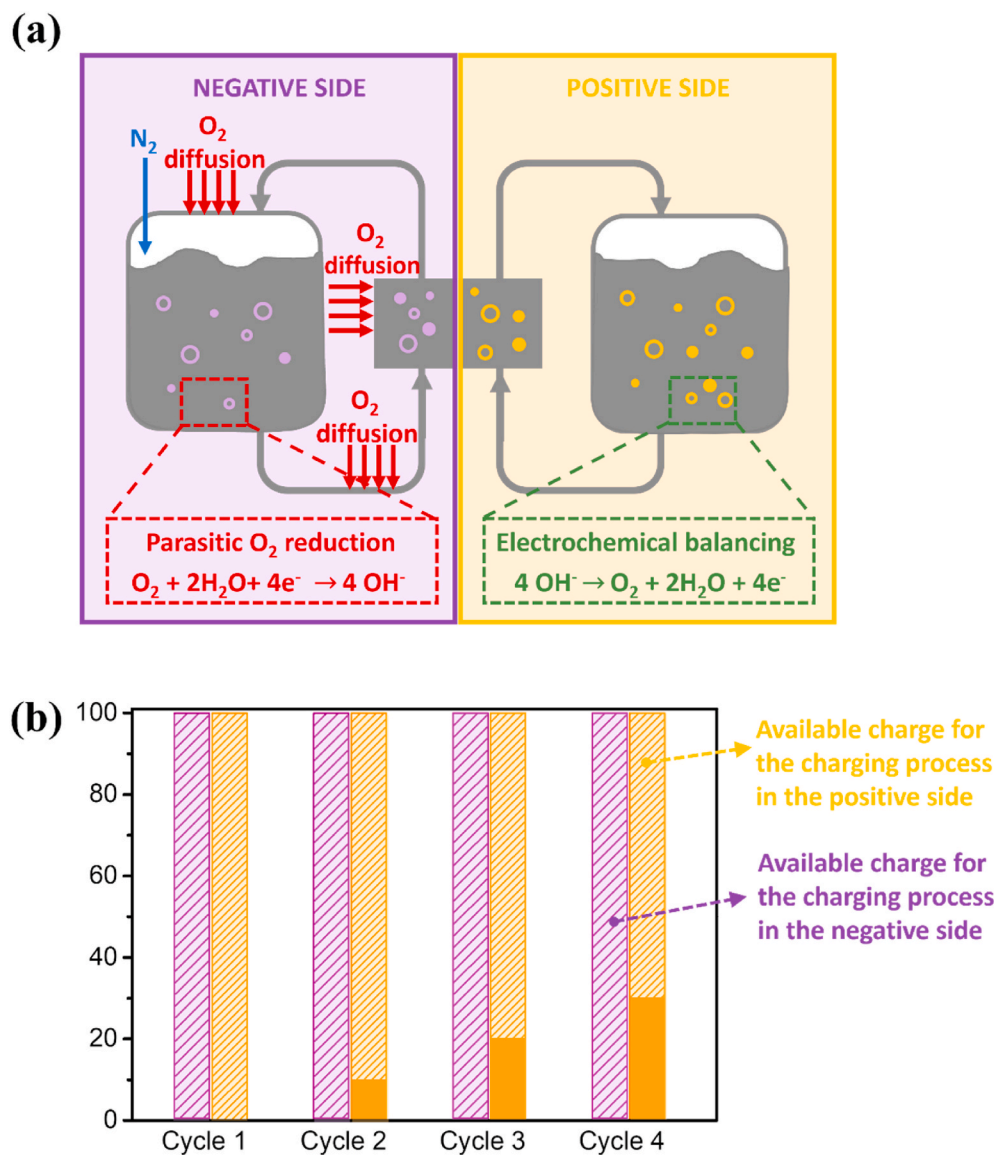 (a)
NEGATIVE SIDE
POSITIVE SIDE
N₂
O₂
diffusion
O₂
diffusion
O₂
diffusion
Parasitic O₂ reduction
O₂ + 2H₂O+ 4e⁻ → 4 OH⁻
Electrochemical balancing
4 OH⁻ → O₂ + 2H₂O + 4e⁻
(b)
100
80
60
40
20
0
Cycle 1
Cycle 2
Cycle 3
Cycle 4
Available charge for
the charging process
in the positive side
Available charge for
the charging process
in the negative side